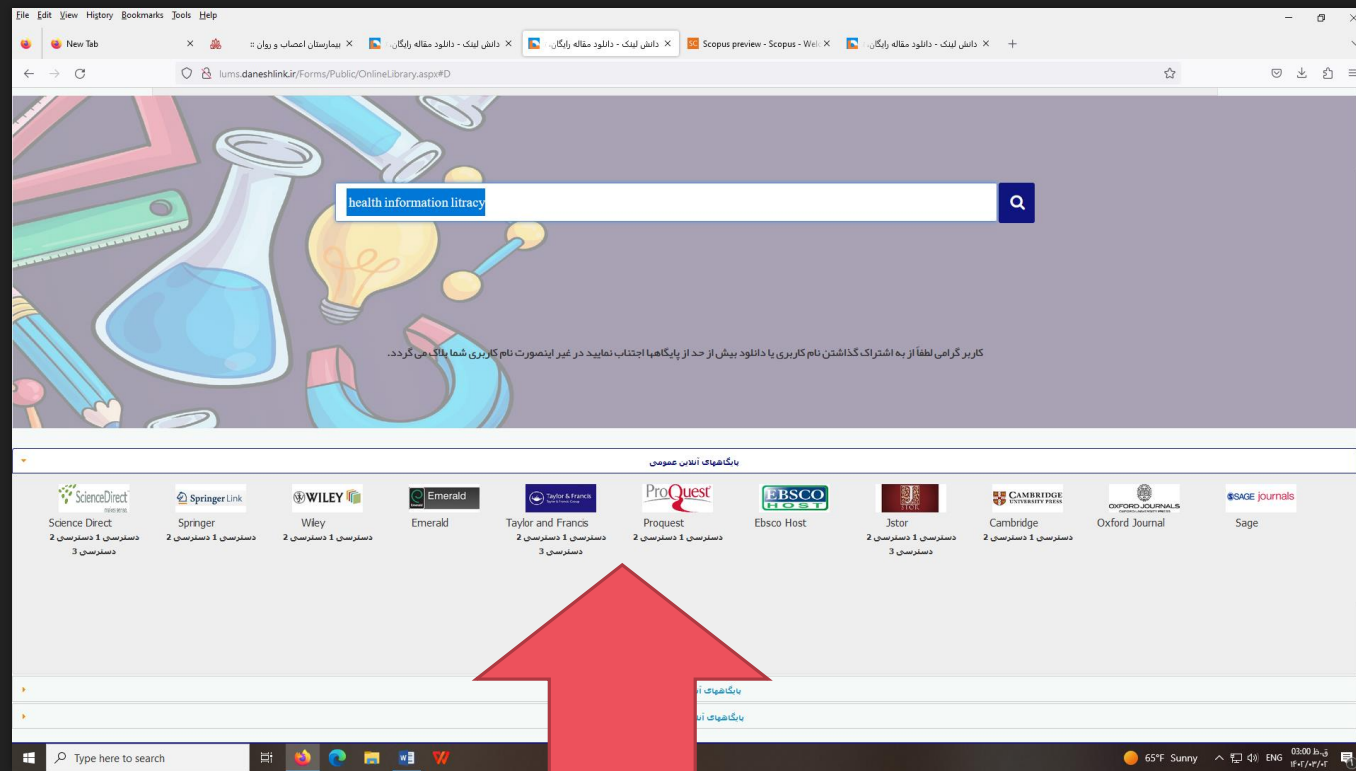 File Edit View History Bookmarks Tools Help
New Tab
بیمارستان اعصاب و روان ::
دانش لینک - دانلود مقاله رایگان،
دانش لینک - دانلود مقاله رایگان،
Scopus preview - Scopus - Wel
دانش لینک - دانلود مقاله رایگان،
lums.daneshlink.ir/Forms/Public/OnlineLibrary.aspx#D
health information litracy
کاربر گرامی لطفاً از به اشتراک گذاشتن نام کاربری یا دانلود بیش از حد از پایگاهها اجتناب نمایید در غیر اینصورت نام کاربری شما بلاک می گردد.
پایگاههای آنلاین عمومی
ScienceDirect Springer Link WILEY Emerald Taylor & Francis ProQuest EBSCO HOST JSTOR CAMBRIDGE UNIVERSITY PRESS OXFORD JOURNALS SAGE journals
Science Direct Springer Wiley Emerald Taylor and Francis Proquest Ebsco Host Jstor Cambridge Oxford Journal Sage
دسترسی 1 دسترسی 2 دسترسی 1 دسترسی 2 دسترسی 1 دسترسی 2 دسترسی 1 دسترسی 2 دسترسی 1 دسترسی 2 دسترسی 1 دسترسی 2 دسترسی 1 دسترسی 2
دسترسی 3 دسترسی 3 دسترسی 3
پایگاههای
پایگاههای
Type here to search
65°F Sunny
ENG
03:00 ق.ظ
۱۴۰۲/۰۳/۰۲